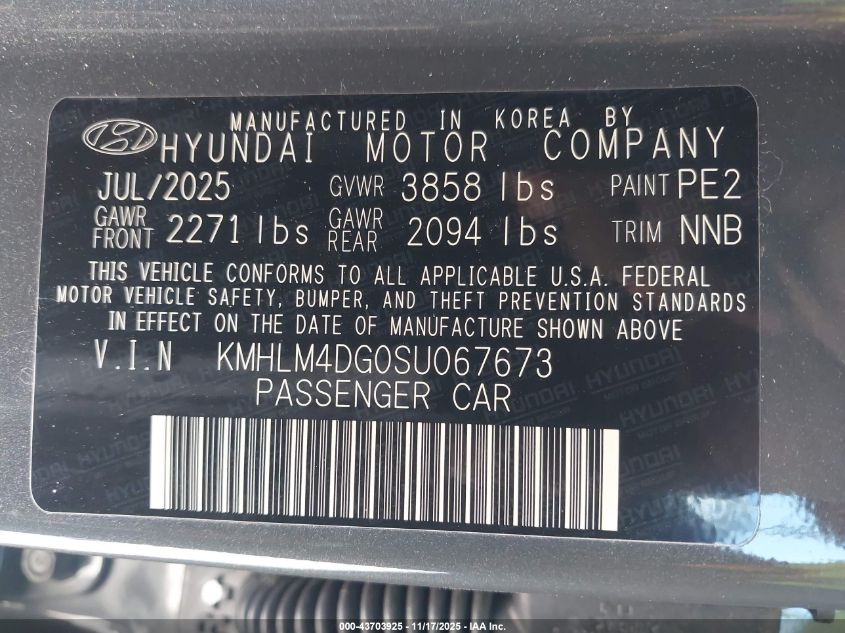 MANUFACTURED IN KOREA BY
HYUNDAI MOTOR COMPANY
JUL/2025 GVWR 3858 lbs PAINT PE2
GAWR FRONT 2271 lbs GAWR REAR 2094 lbs TRIM NNB
THIS VEHICLE CONFORMS TO ALL APPLICABLE U.S.A. FEDERAL
MOTOR VEHICLE SAFETY, BUMPER, AND THEFT PREVENTION STANDARDS
IN EFFECT ON THE DATE OF MANUFACTURE SHOWN ABOVE
V.I.N KMHLM4DG0SU067673
PASSENGER CAR
000-43703925 - 11/17/2025 - IAA Inc.